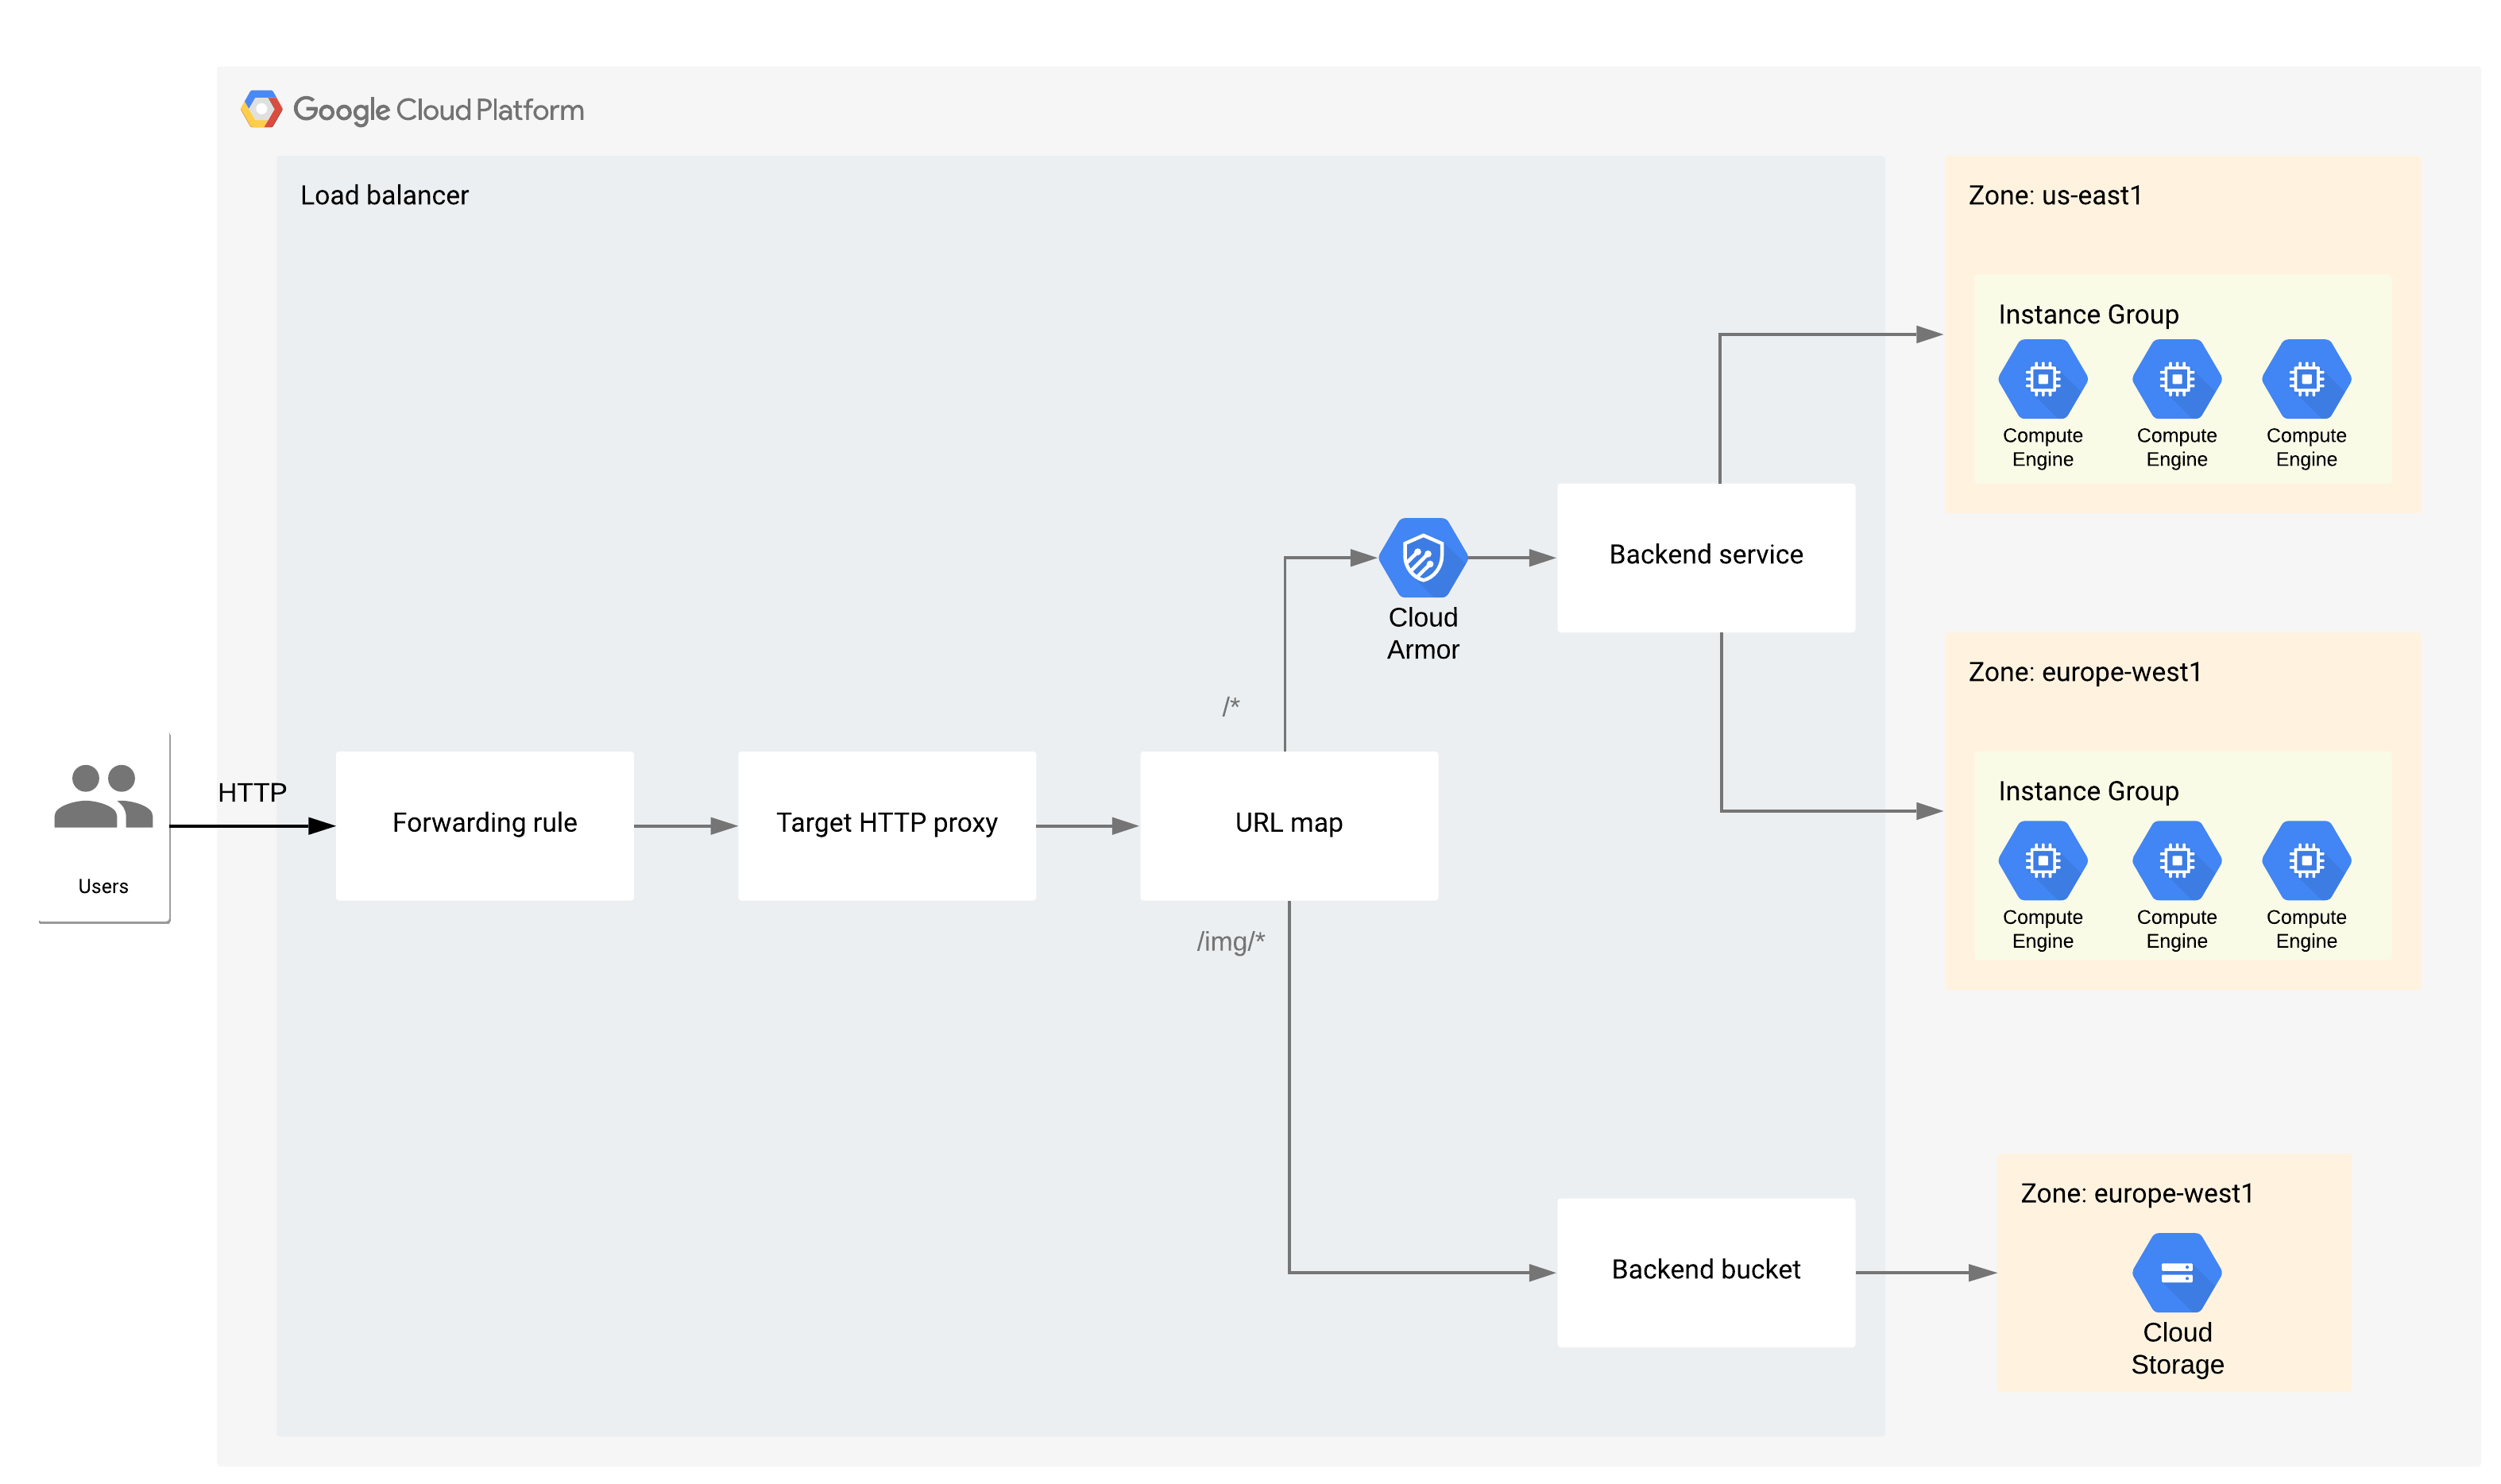 Google Cloud Platform
Load balancer
Zone: us-east1
Instance Group
Compute
Engine
Compute
Engine
Compute
Engine
Backend service
Cloud
Armor
Zone: europe-west1
/*
Instance Group
HTTP
Users
Forwarding rule
Target HTTP proxy
URL map
Compute
Engine
Compute
Engine
Compute
Engine
/img/*
Zone: europe-west1
Backend bucket
Cloud
Storage